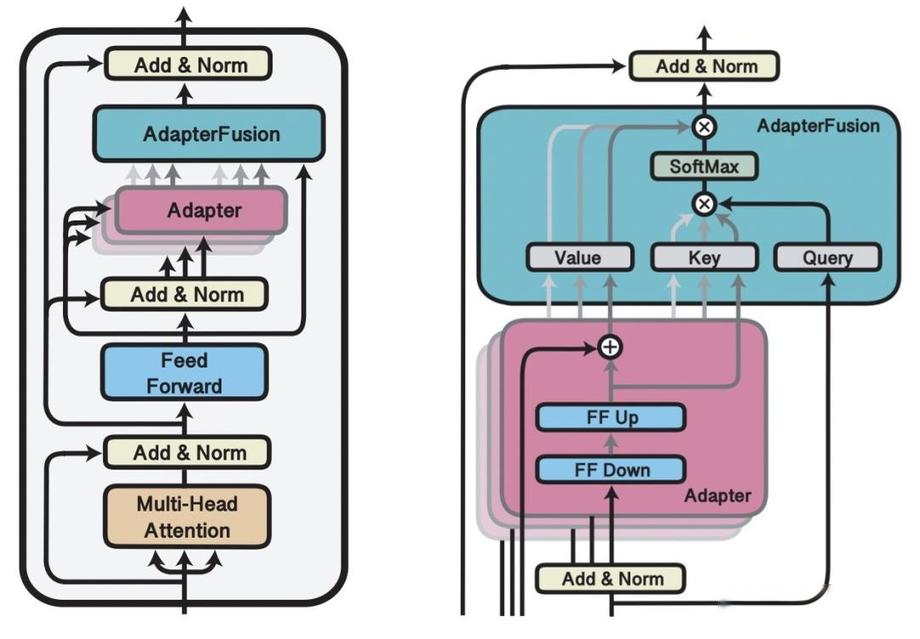 Add & Norm
AdapterFusion
Adapter
Add & Norm
Feed
Forward
Add & Norm
Multi-Head
Attention
Add & Norm
AdapterFusion
SoftMax
Value
Key
Query
FF Up
FF Down
Adapter
Add & Norm